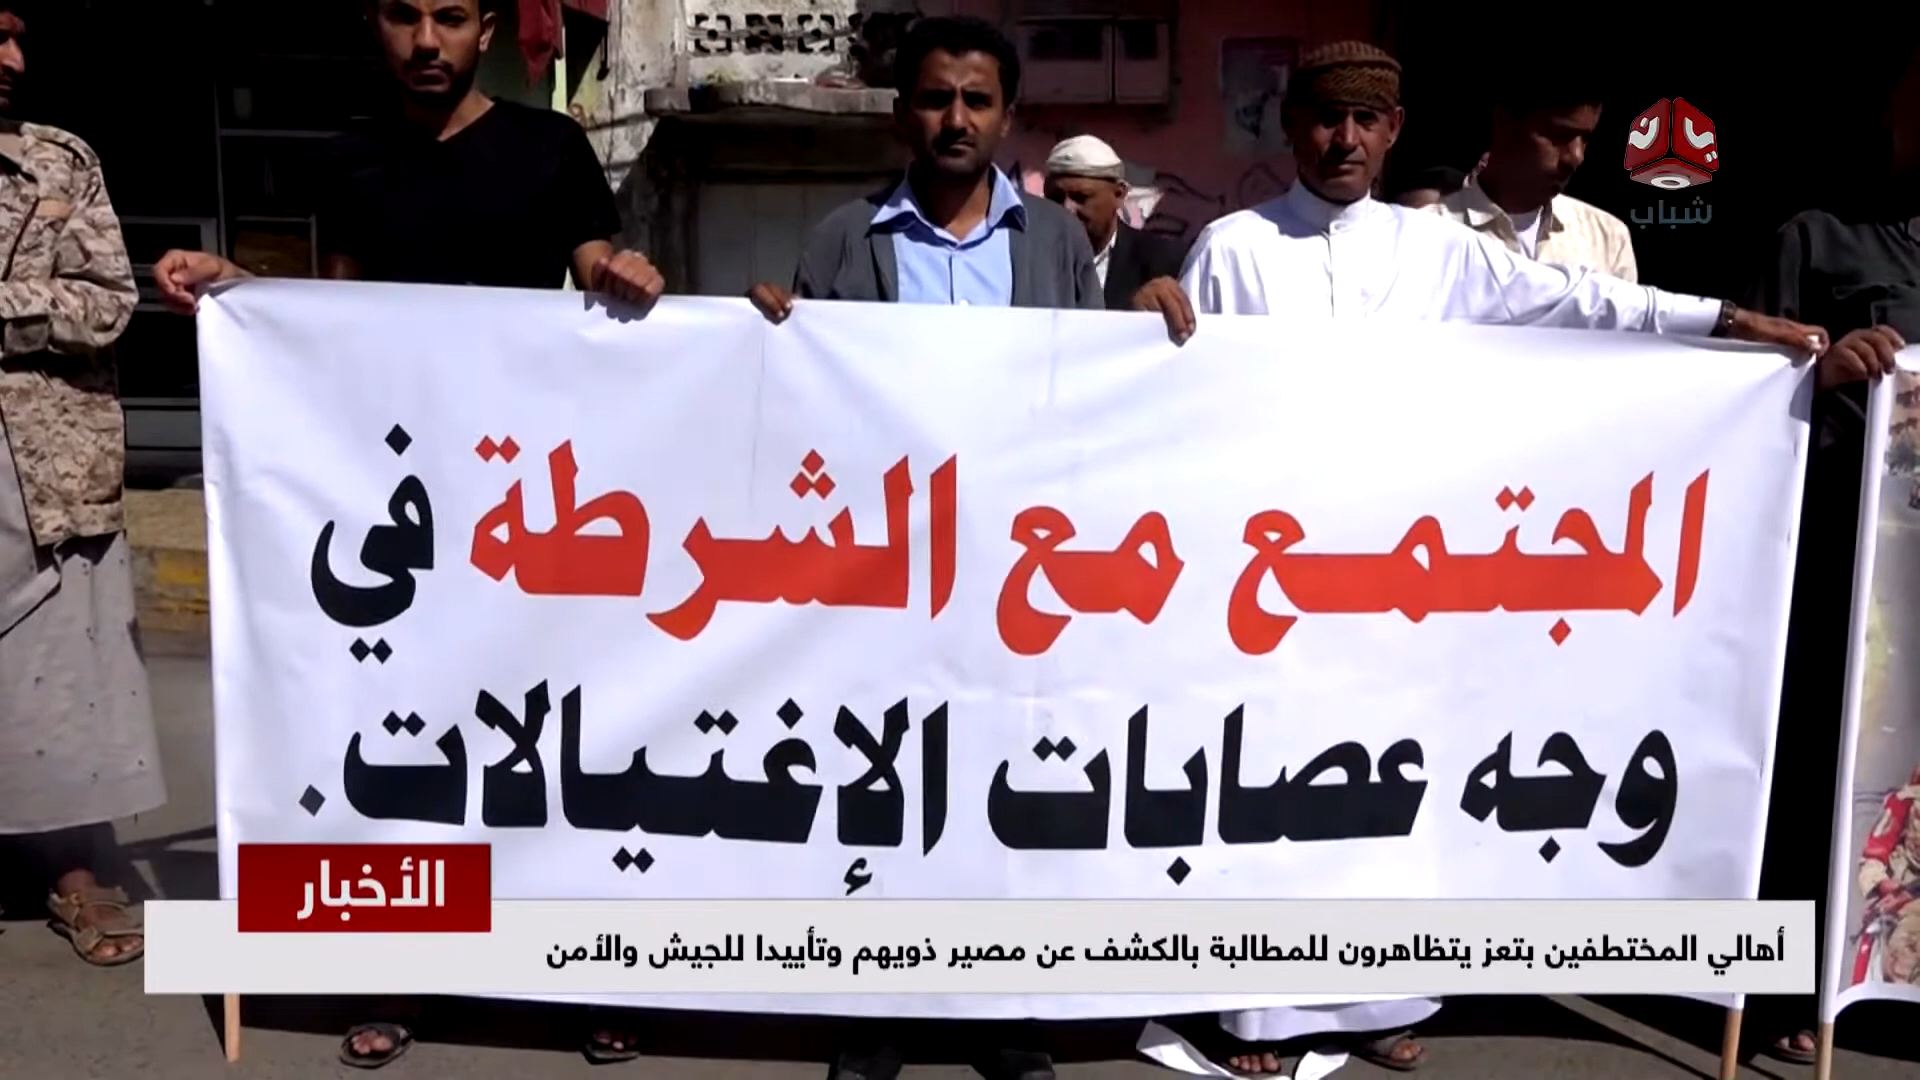 يمن
شباب
المجتمع مع الشرطة في
وجه عصابات الإغتيالات.
الأخبار
أهالي المختطفين بتعز يتظاهرون للمطالبة بالكشف عن مصير ذويهم وتأييدا للجيش والأمن